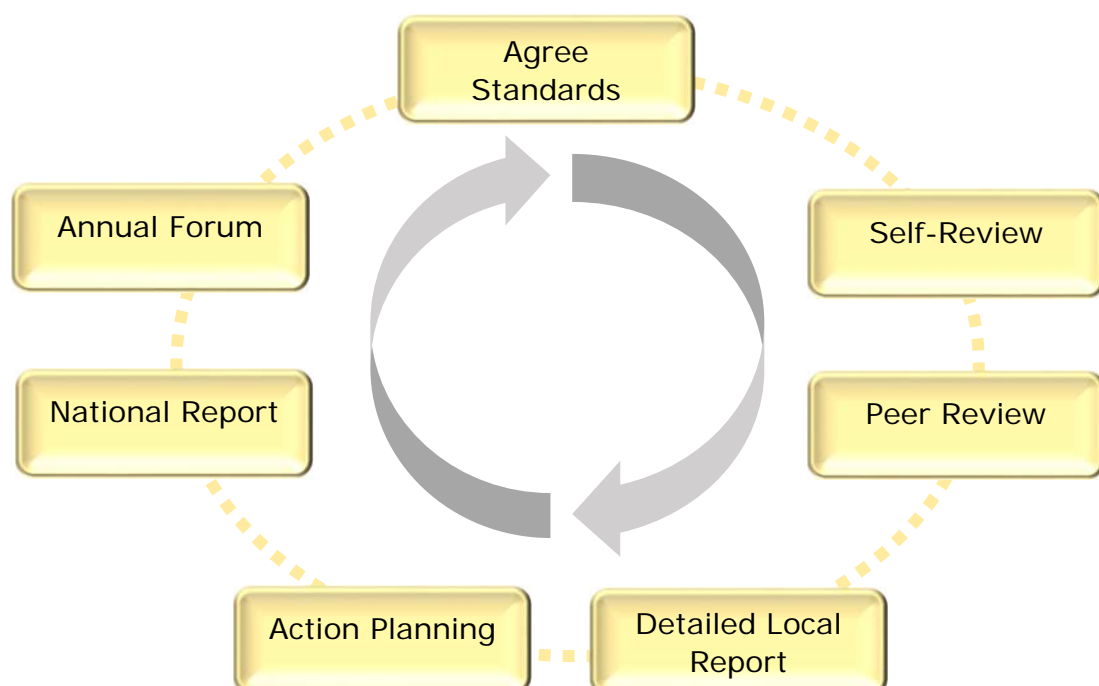 Agree
Standards
Self-Review
Peer Review
Detailed Local
Report
Action Planning
National Report
Annual Forum